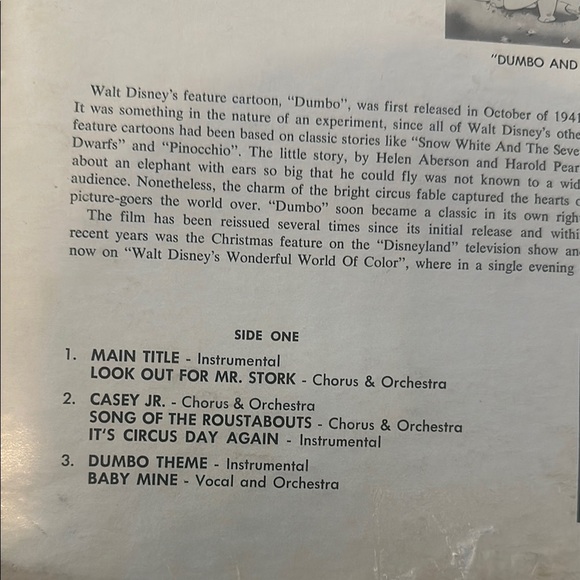 "DUMBO AND
Walt Disney's feature cartoon, "Dumbo", was first released in October of 1941
It was something in the nature of an experiment, since all of Walt Disney's othe
feature cartoons had been based on classic stories like "Snow White And The Seve
Dwarfs" and "Pinocchio". The little story, by Helen Aberson and Harold Pear
about an elephant with ears so big that he could fly was not known to a wid
audience. Nonetheless, the charm of the bright circus fable captured the hearts o
picture-goers the world over. "Dumbo" soon became a classic in its own righ
The film has been reissued several times since its initial release and withi
recent years was the Christmas feature on the "Disneyland" television show an
now on "Walt Disney's Wonderful World Of Color", where in a single evening
SIDE ONE
1. MAIN TITLE - Instrumental
LOOK OUT FOR MR. STORK - Chorus & Orchestra
2. CASEY JR. - Chorus & Orchestra
SONG OF THE ROUSTABOUTS - Chorus & Orchestra
IT'S CIRCUS DAY AGAIN - Instrumental
3. DUMBO THEME - Instrumental
BABY MINE - Vocal and Orchestra